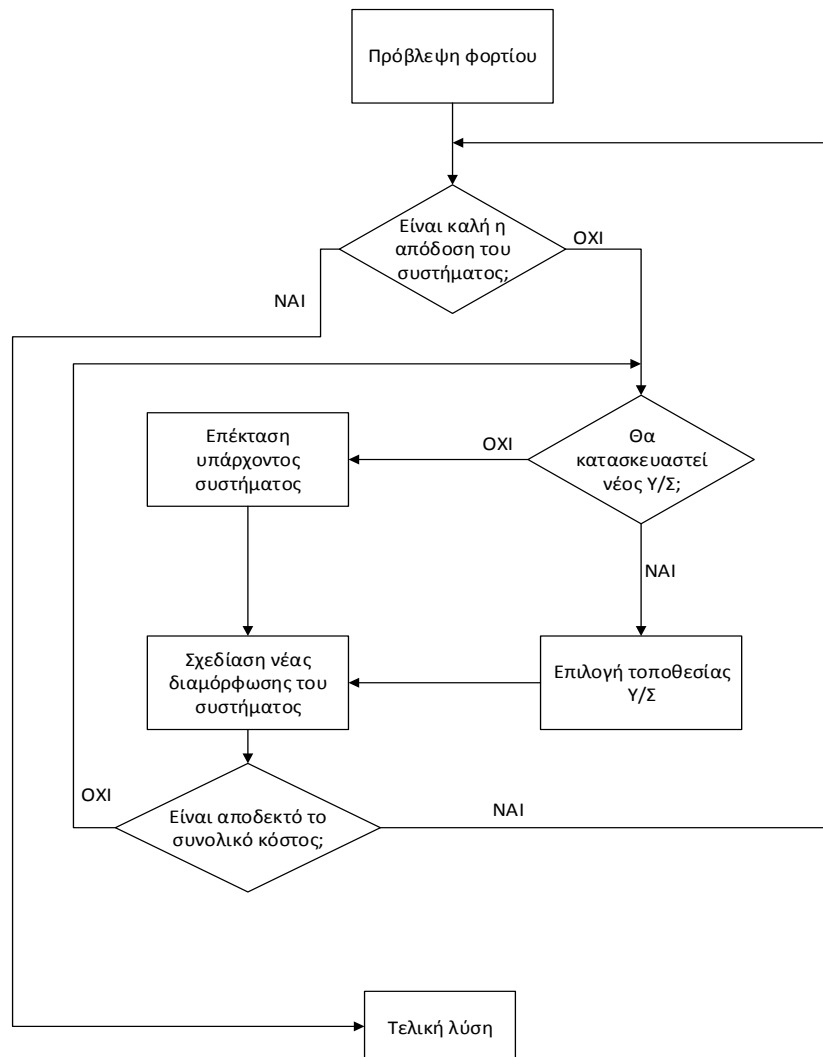 Πρόβλεψη φορτίου
Είναι καλή η
απόδοση του
συστήματος;
ΟΧΙ
ΝΑΙ
Θα
κατασκευαστεί
νέος Υ/Σ;
ΟΧΙ
Επέκταση
υπάρχοντος
συστήματος
ΝΑΙ
Σχεδίαση νέας
διαμόρφωσης του
συστήματος
Επιλογή τοποθεσίας
Υ/Σ
ΟΧΙ
Είναι αποδεκτό το
συνολικό κόστος;
ΝΑΙ
Τελική λύση